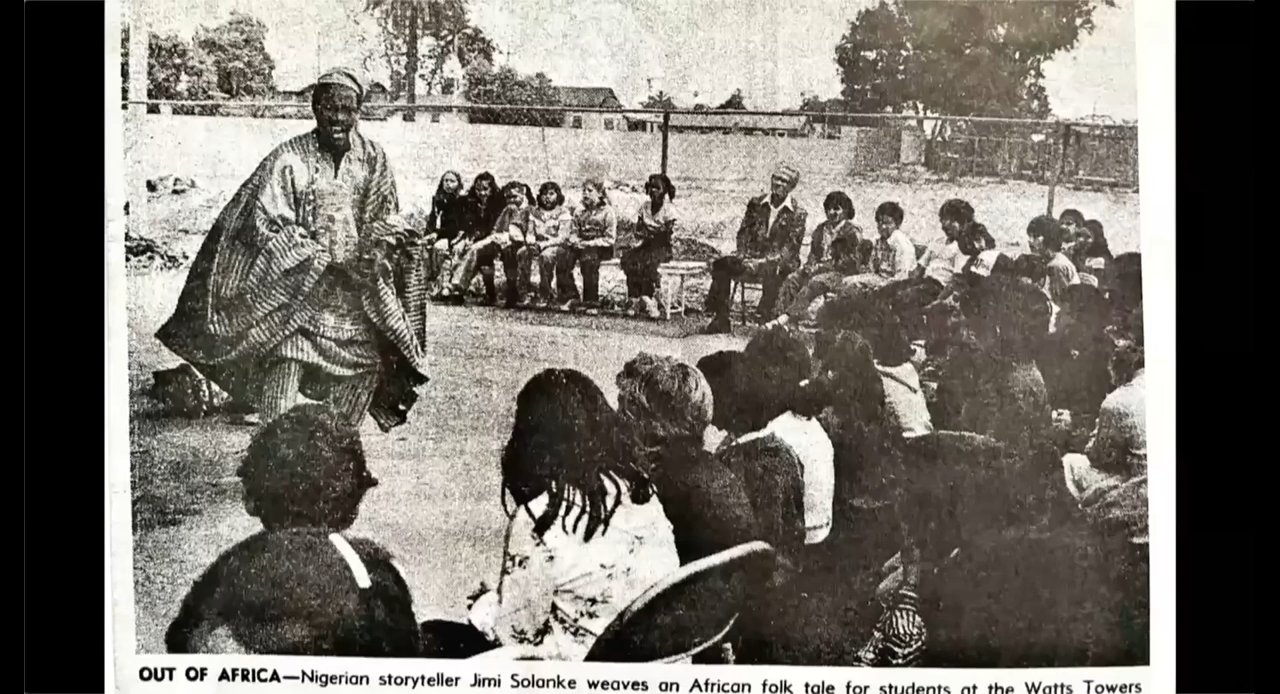 OUT OF AFRICA—Nigerian storyteller Jimi Solanke weaves an African folk tale for students at the Watts Towers